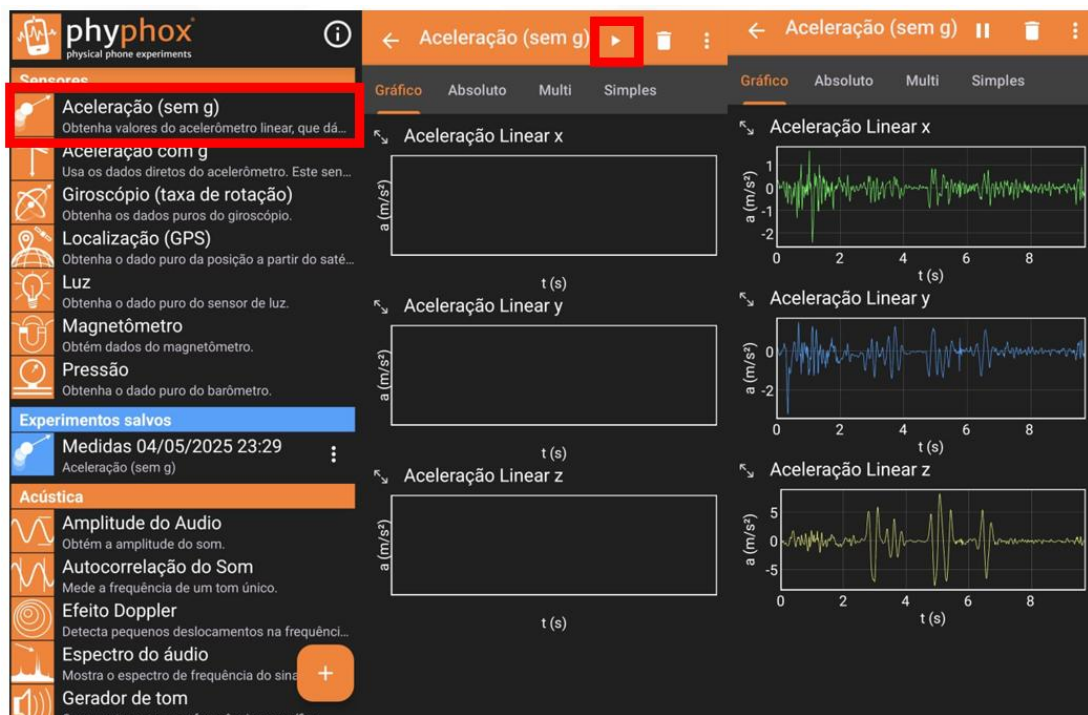 phyphox
physical phone experiments
Sensores
Aceleração (sem g)
Obtenha valores do acelerômetro linear, que dá...
Aceleração com g
Usa os dados diretos do acelerômetro. Este sen...
Giroscópio (taxa de rotação)
Obtenha os dados puros do giroscópio.
Localização (GPS)
Obtenha o dado puro da posição a partir do saté...
Luz
Obtenha o dado puro do sensor de luz.
Magnetômetro
Obtém dados do magnetômetro.
Pressão
Obtenha o dado puro do barômetro.
Experimentos salvos
Medidas 04/05/2025 23:29
Aceleração (sem g)
Acústica
Amplitude do Audio
Obtém a amplitude do som.
Autocorrelação do Som
Mede a frequência de um tom único.
Efeito Doppler
Detecta pequenos deslocamentos na frequênci...
Espectro do áudio
Mostra o espectro de frequência do sina
Gerador de tom
Aceleração (sem g)
Gráfico Absoluto Multi Simples
Aceleração Linear x
a (m/s²)
t (s)
Aceleração Linear y
a (m/s²)
t (s)
Aceleração Linear z
a (m/s²)
t (s)
Aceleração (sem g)
Gráfico Absoluto Multi Simples
Aceleração Linear x
a (m/s²)
1
0
-1
-2
0 2 4 6 8
t (s)
Aceleração Linear y
a (m/s²)
0
-2
0 2 4 6 8
t (s)
Aceleração Linear z
a (m/s²)
5
0
-5
0 2 4 6 8
t (s)